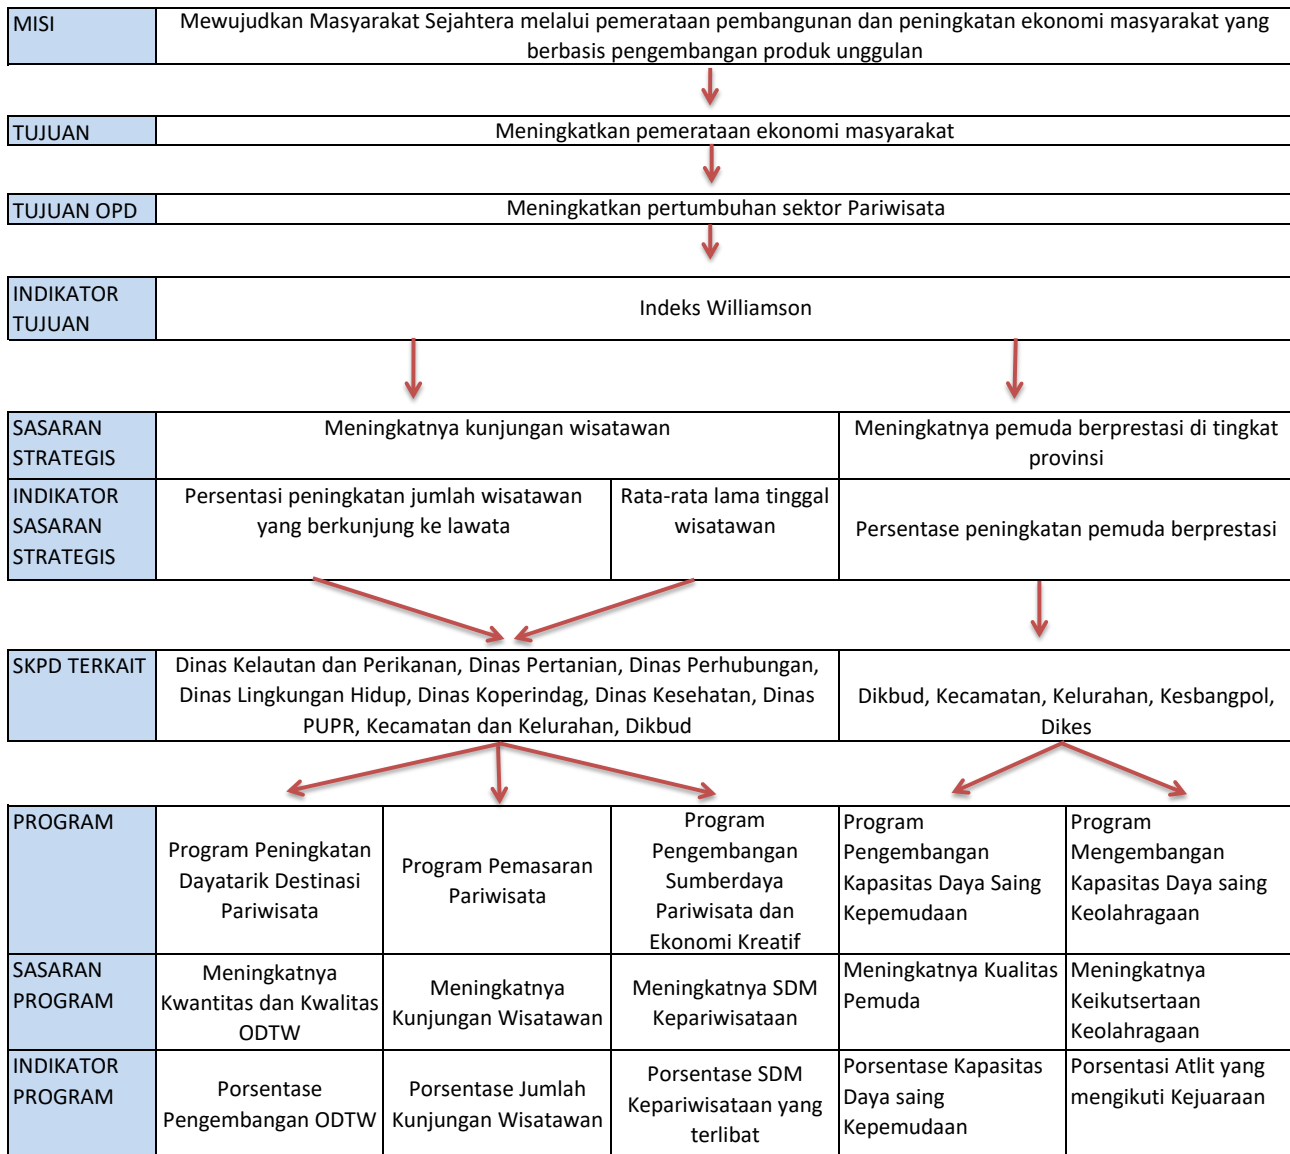 MISI
Mewujudkan Masyarakat Sejahtera melalui pemerataan pembangunan dan peningkatan ekonomi masyarakat yang
berbasis pengembangan produk unggulan
TUJUAN
Meningkatkan pemerataan ekonomi masyarakat
TUJUAN OPD
Meningkatkan pertumbuhan sektor Pariwisata
INDIKATOR
TUJUAN
Indeks Williamson
SASARAN
STRATEGIS
Meningkatnya kunjungan wisatawan
Meningkatnya pemuda berprestasi di tingkat
provinsi
INDIKATOR
SASARAN
STRATEGIS
Persentasi peningkatan jumlah wisatawan
yang berkunjung ke lawata
Rata-rata lama tinggal
wisatawan
Persentase peningkatan pemuda berprestasi
SKPD TERKAIT
Dinas Kelautan dan Perikanan, Dinas Pertanian, Dinas Perhubungan,
Dinas Lingkungan Hidup, Dinas Koperindag, Dinas Kesehatan, Dinas
PUPR, Kecamatan dan Kelurahan, Dikbud
Dikbud, Kecamatan, Kelurahan, Kesbangpol,
Dikes
PROGRAM
Program Peningkatan
Dayatarik Destinasi
Pariwisata
Program Pemasaran
Pariwisata
Program
Pengembangan
Sumberdaya
Pariwisata dan
Ekonomi Kreatif
Program
Pengembangan
Kapasitas Daya Saing
Kepemudaan
Program
Mengembangan
Kapasitas Daya saing
Keolahragaan
SASARAN
PROGRAM
Meningkatnya
Kwantitas dan Kwalitas
ODTW
Meningkatnya
Kunjungan Wisatawan
Meningkatnya SDM
Kepariwisataan
Meningkatnya Kualitas
Pemuda
Meningkatnya
Keikutsertaan
Keolahragaan
INDIKATOR
PROGRAM
Porsentase
Pengembangan ODTW
Porsentase Jumlah
Kunjungan Wisatawan
Porsentase SDM
Kepariwisataan yang
terlibat
Porsentase Kapasitas
Daya saing
Kepemudaan
Porsentasi Atlit yang
mengikuti Kejuaraan